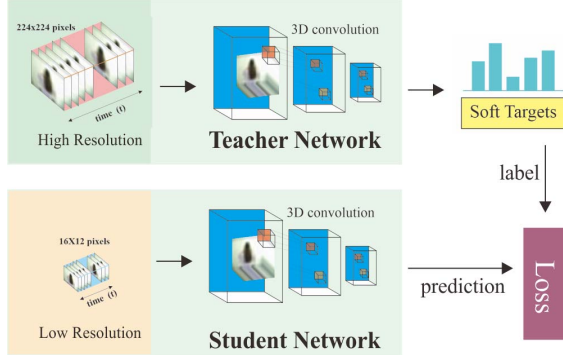 224x224 pixels
time (t)
High Resolution
3D convolution
Teacher Network
Soft Targets
label
16X12 pixels
time (t)
Low Resolution
3D convolution
Student Network
prediction
Loss